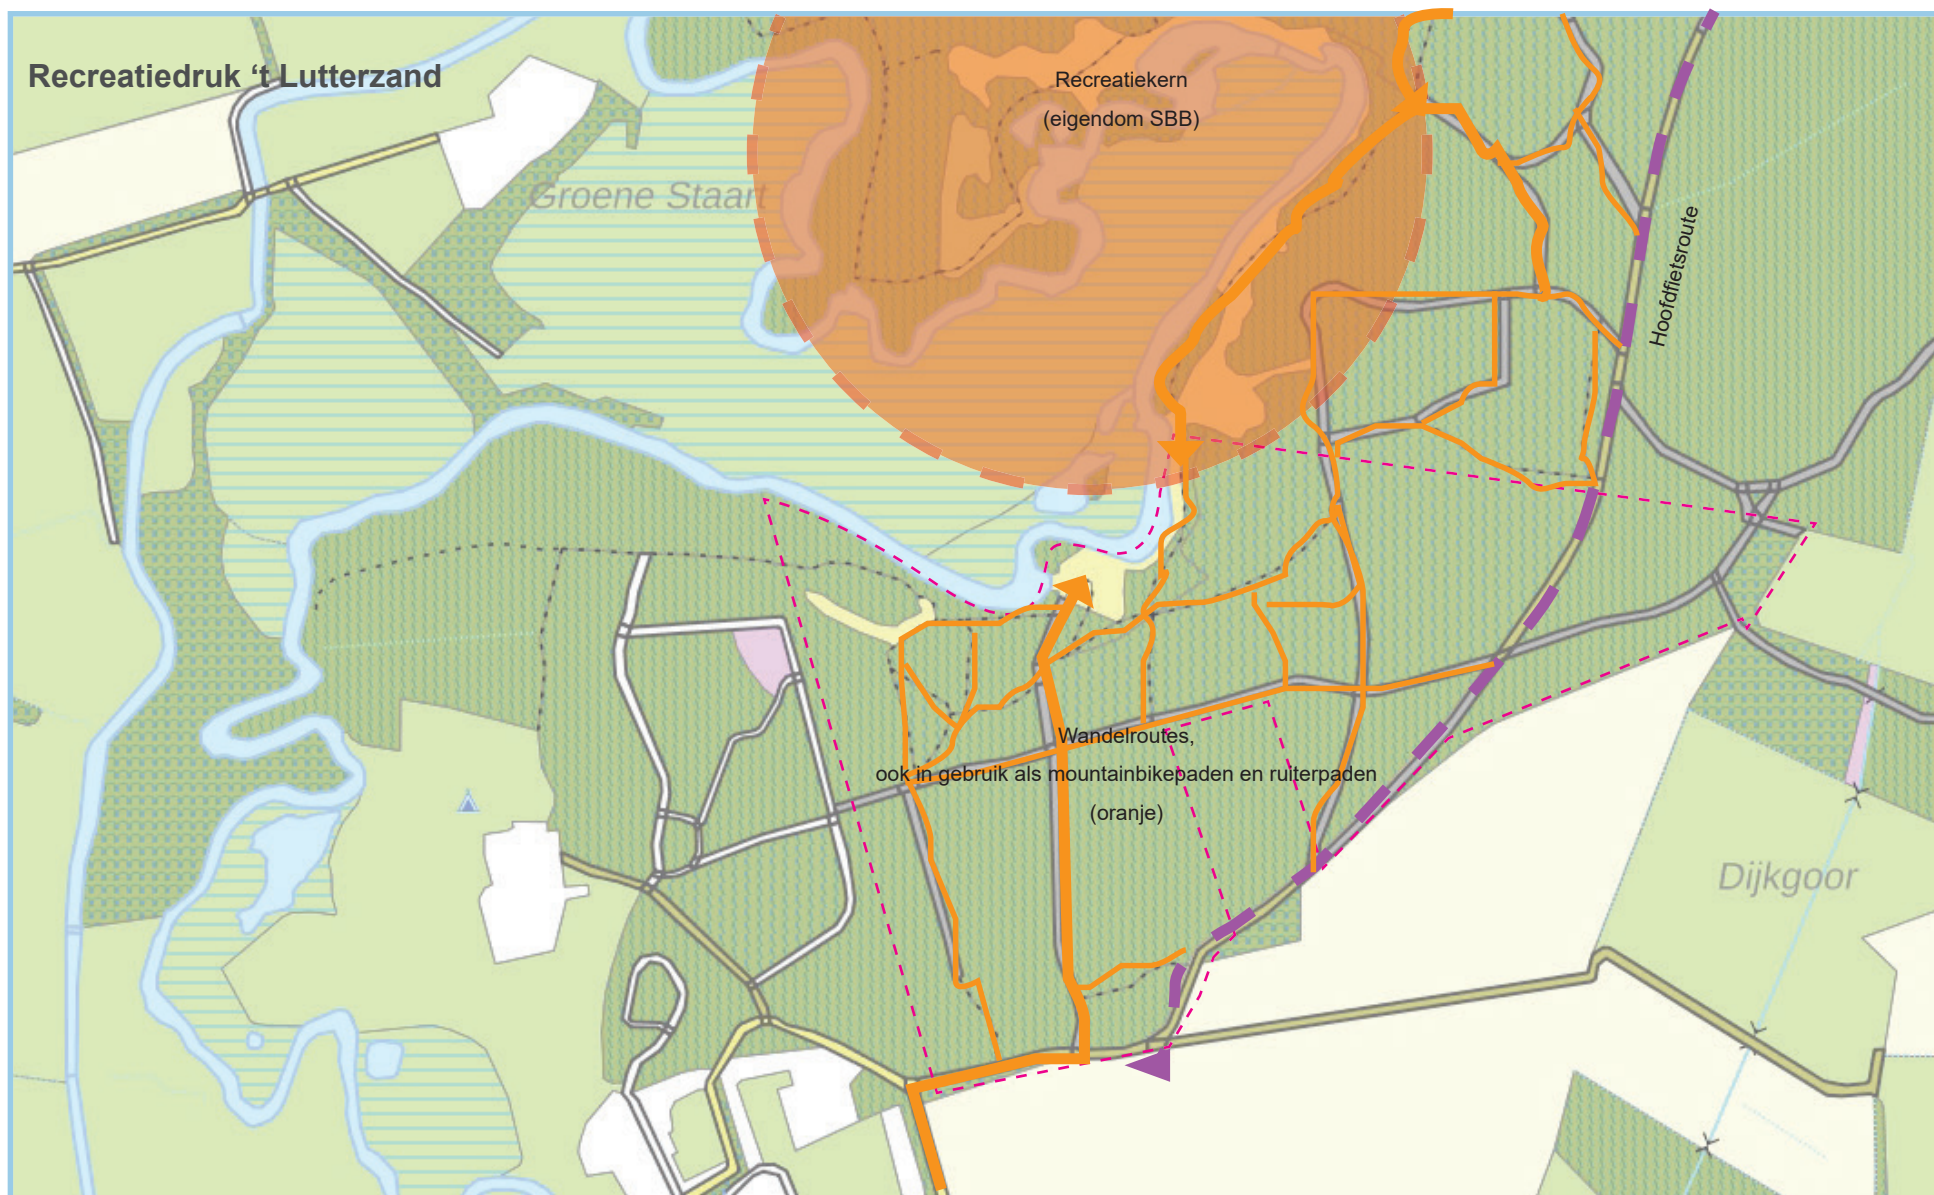 Recreatiedruk ‘t Lutterzand
Recreatiekern
(eigendom SBB)
Groene Staart
Hoofdfietsroute
Wandelroutes,
ook in gebruik als mountainbikepaden en ruiterpaden
(oranje)
Dijkgoor